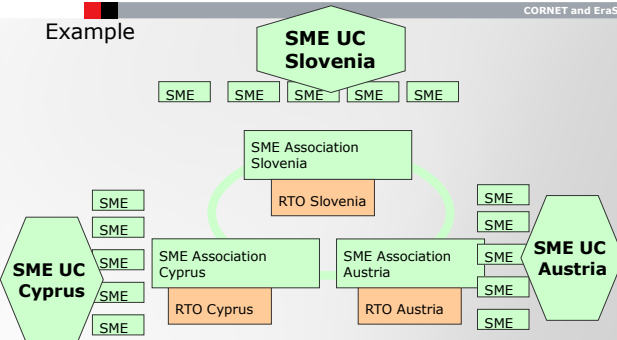 CORNET and EraS
Example
SME UC
Slovenia
SME SME SME SME SME
SME Association
Slovenia
RTO Slovenia
SME
SME
SME
SME
SME
SME UC
Cyprus
SME Association
Cyprus
RTO Cyprus
SME Association
Austria
RTO Austria
SME
SME
SME
SME
SME
SME UC
Austria